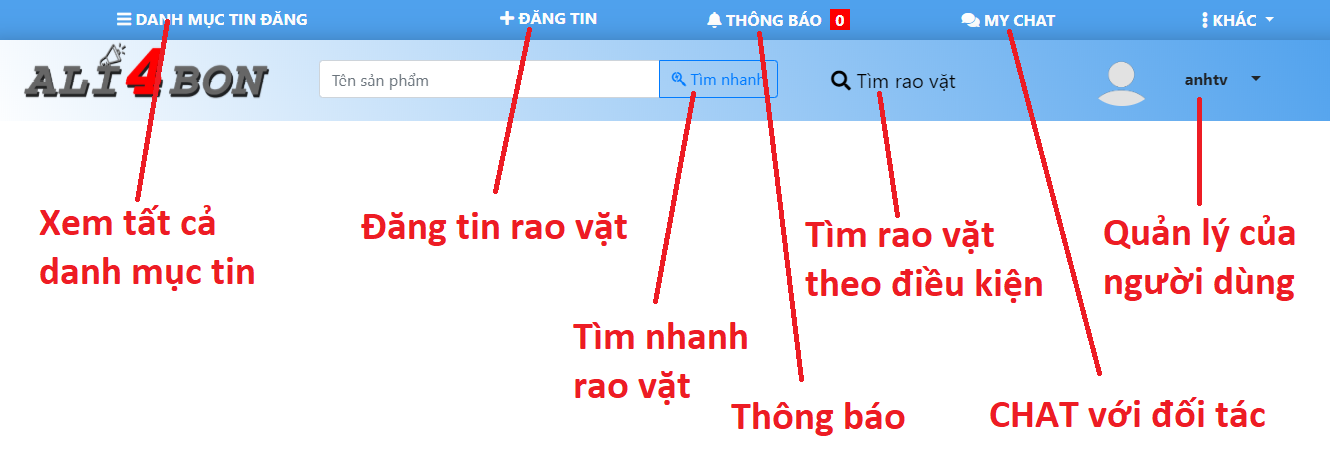 DANH MỤC TIN ĐĂNG
ĐĂNG TIN
THÔNG BÁO 0
MY CHAT
KHÁC
ALI4BON
Tên sản phẩm
Tìm nhanh
Tìm rao vặt
anhtv
Xem tất cả
danh mục tin
Đăng tin rao vặt
Tìm nhanh
rao vặt
Thông báo
Tìm rao vặt
theo điều kiện
CHAT với đối tác
Quản lý của
người dùng